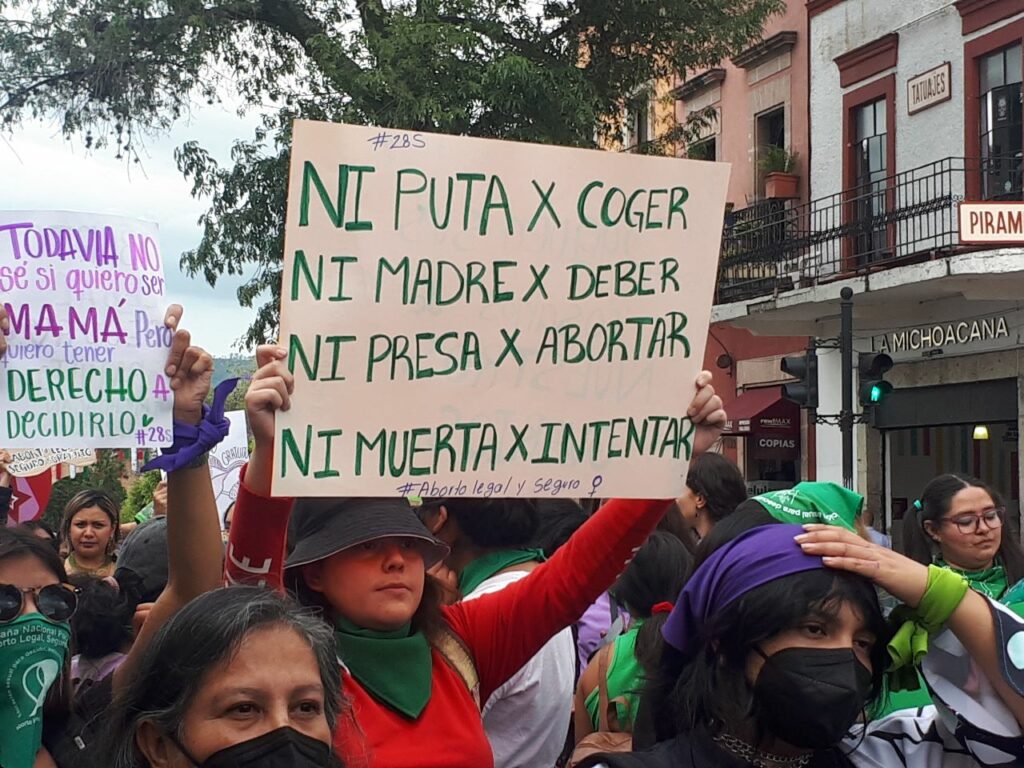 #28S
NI PUTA X COGER
NI MADRE X DEBER
NI PRESA X ABORTAR
NI MUERTA X INTENTAR
#Aborto legal y seguro ♀
TODAVIA NO
sé si quiero ser
MAMÁ Pero
quiero tener
DERECHO A
DECIDIRLO
#28S
TATUAJES
PIRAM
LA MICHOACANA
PRINTMAX
COPIAS